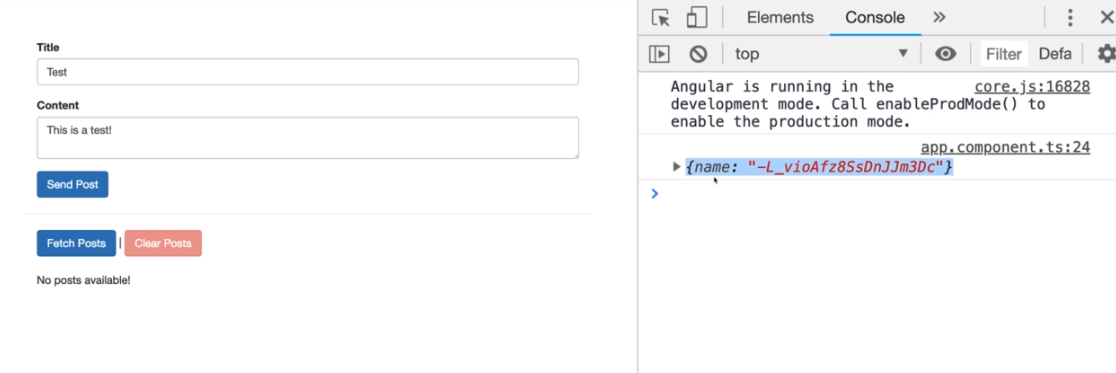 Title
Test
Content
This is a test!
Send Post
Fetch Posts | Clear Posts
No posts available!
Elements Console »
top Filter Defa
Angular is running in the core.js:16828
development mode. Call enableProdMode() to
enable the production mode.
app.component.ts:24
{name: "-L_vioAfz8SsDnJJm3Dc"}